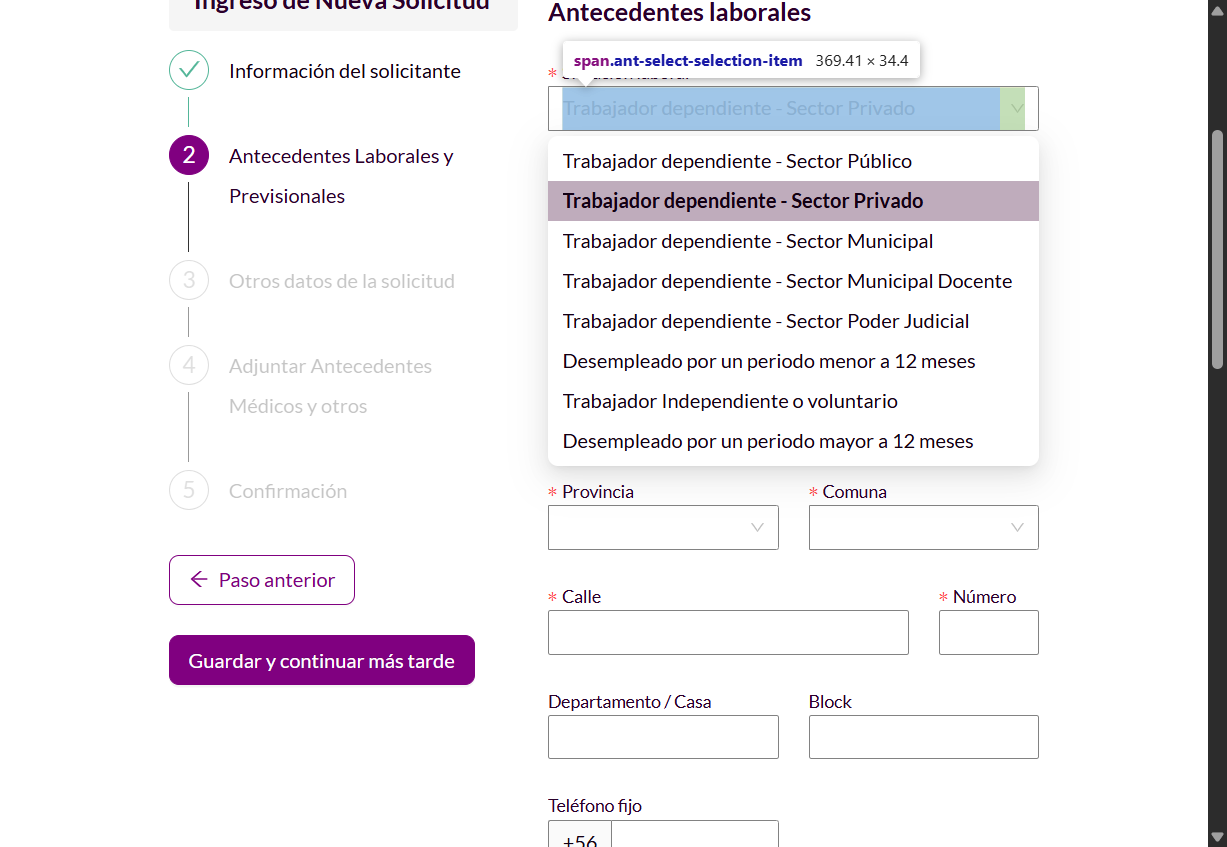 Ingreso de Nueva Solicitud
Información del solicitante
2
Antecedentes Laborales y
Previsionales
3
Otros datos de la solicitud
4
Adjuntar Antecedentes
Médicos y otros
5
Confirmación
Paso anterior
Guardar y continuar más tarde
Antecedentes laborales
span.ant-select-selection-item 369.41 × 34.4
*
Trabajador dependiente - Sector Privado
Trabajador dependiente - Sector Público
Trabajador dependiente - Sector Privado
Trabajador dependiente - Sector Municipal
Trabajador dependiente - Sector Municipal Docente
Trabajador dependiente - Sector Poder Judicial
Desempleado por un periodo menor a 12 meses
Trabajador Independiente o voluntario
Desempleado por un periodo mayor a 12 meses
* Provincia * Comuna
* Calle * Número
Departamento / Casa Block
Teléfono fijo
+56